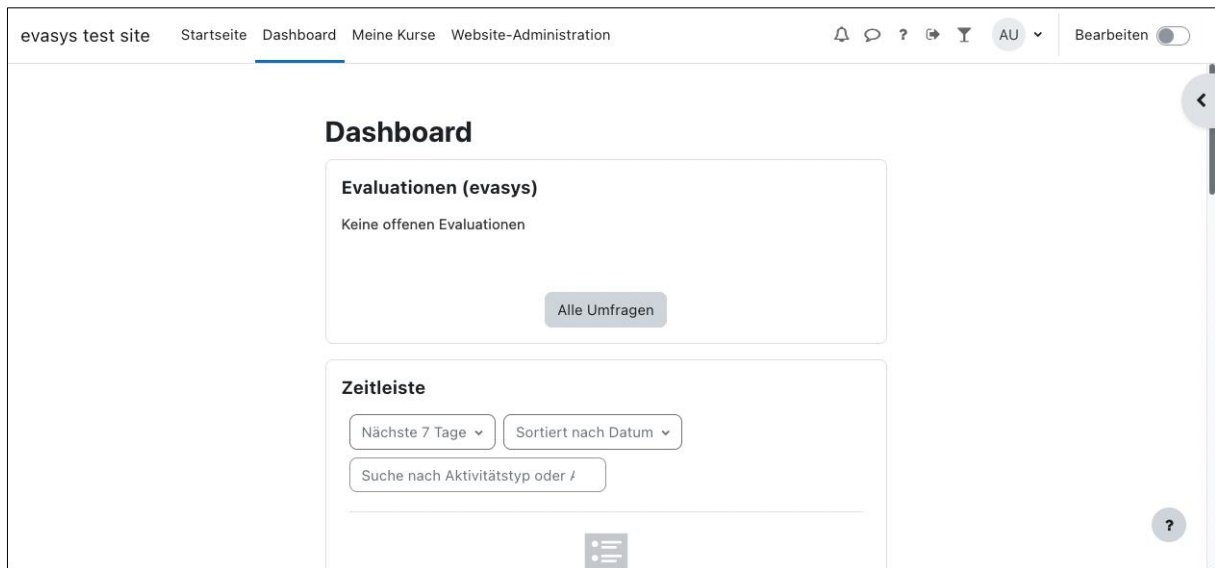 evasys test site Startseite Dashboard Meine Kurse Website-Administration ? AU Bearbeiten
Dashboard
Evaluationen (evasys)
Keine offenen Evaluationen
Alle Umfragen
Zeitleiste
Nächste 7 Tage Sortiert nach Datum
Suche nach Aktivitätstyp oder
?